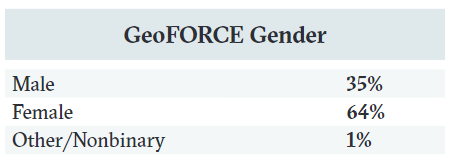 GeoFORCE Gender
Male 35%
Female 64%
Other/Nonbinary 1%